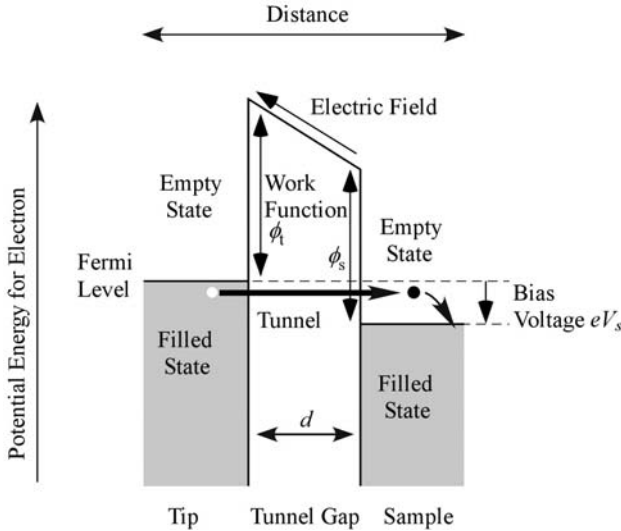 Distance
Electric Field
Empty
State
Work
Function
ϕt
Empty
State
ϕs
Fermi
Level
Bias
Voltage eVs
Tunnel
Filled
State
Filled
State
d
Tip
Tunnel Gap
Sample
Potential Energy for Electron